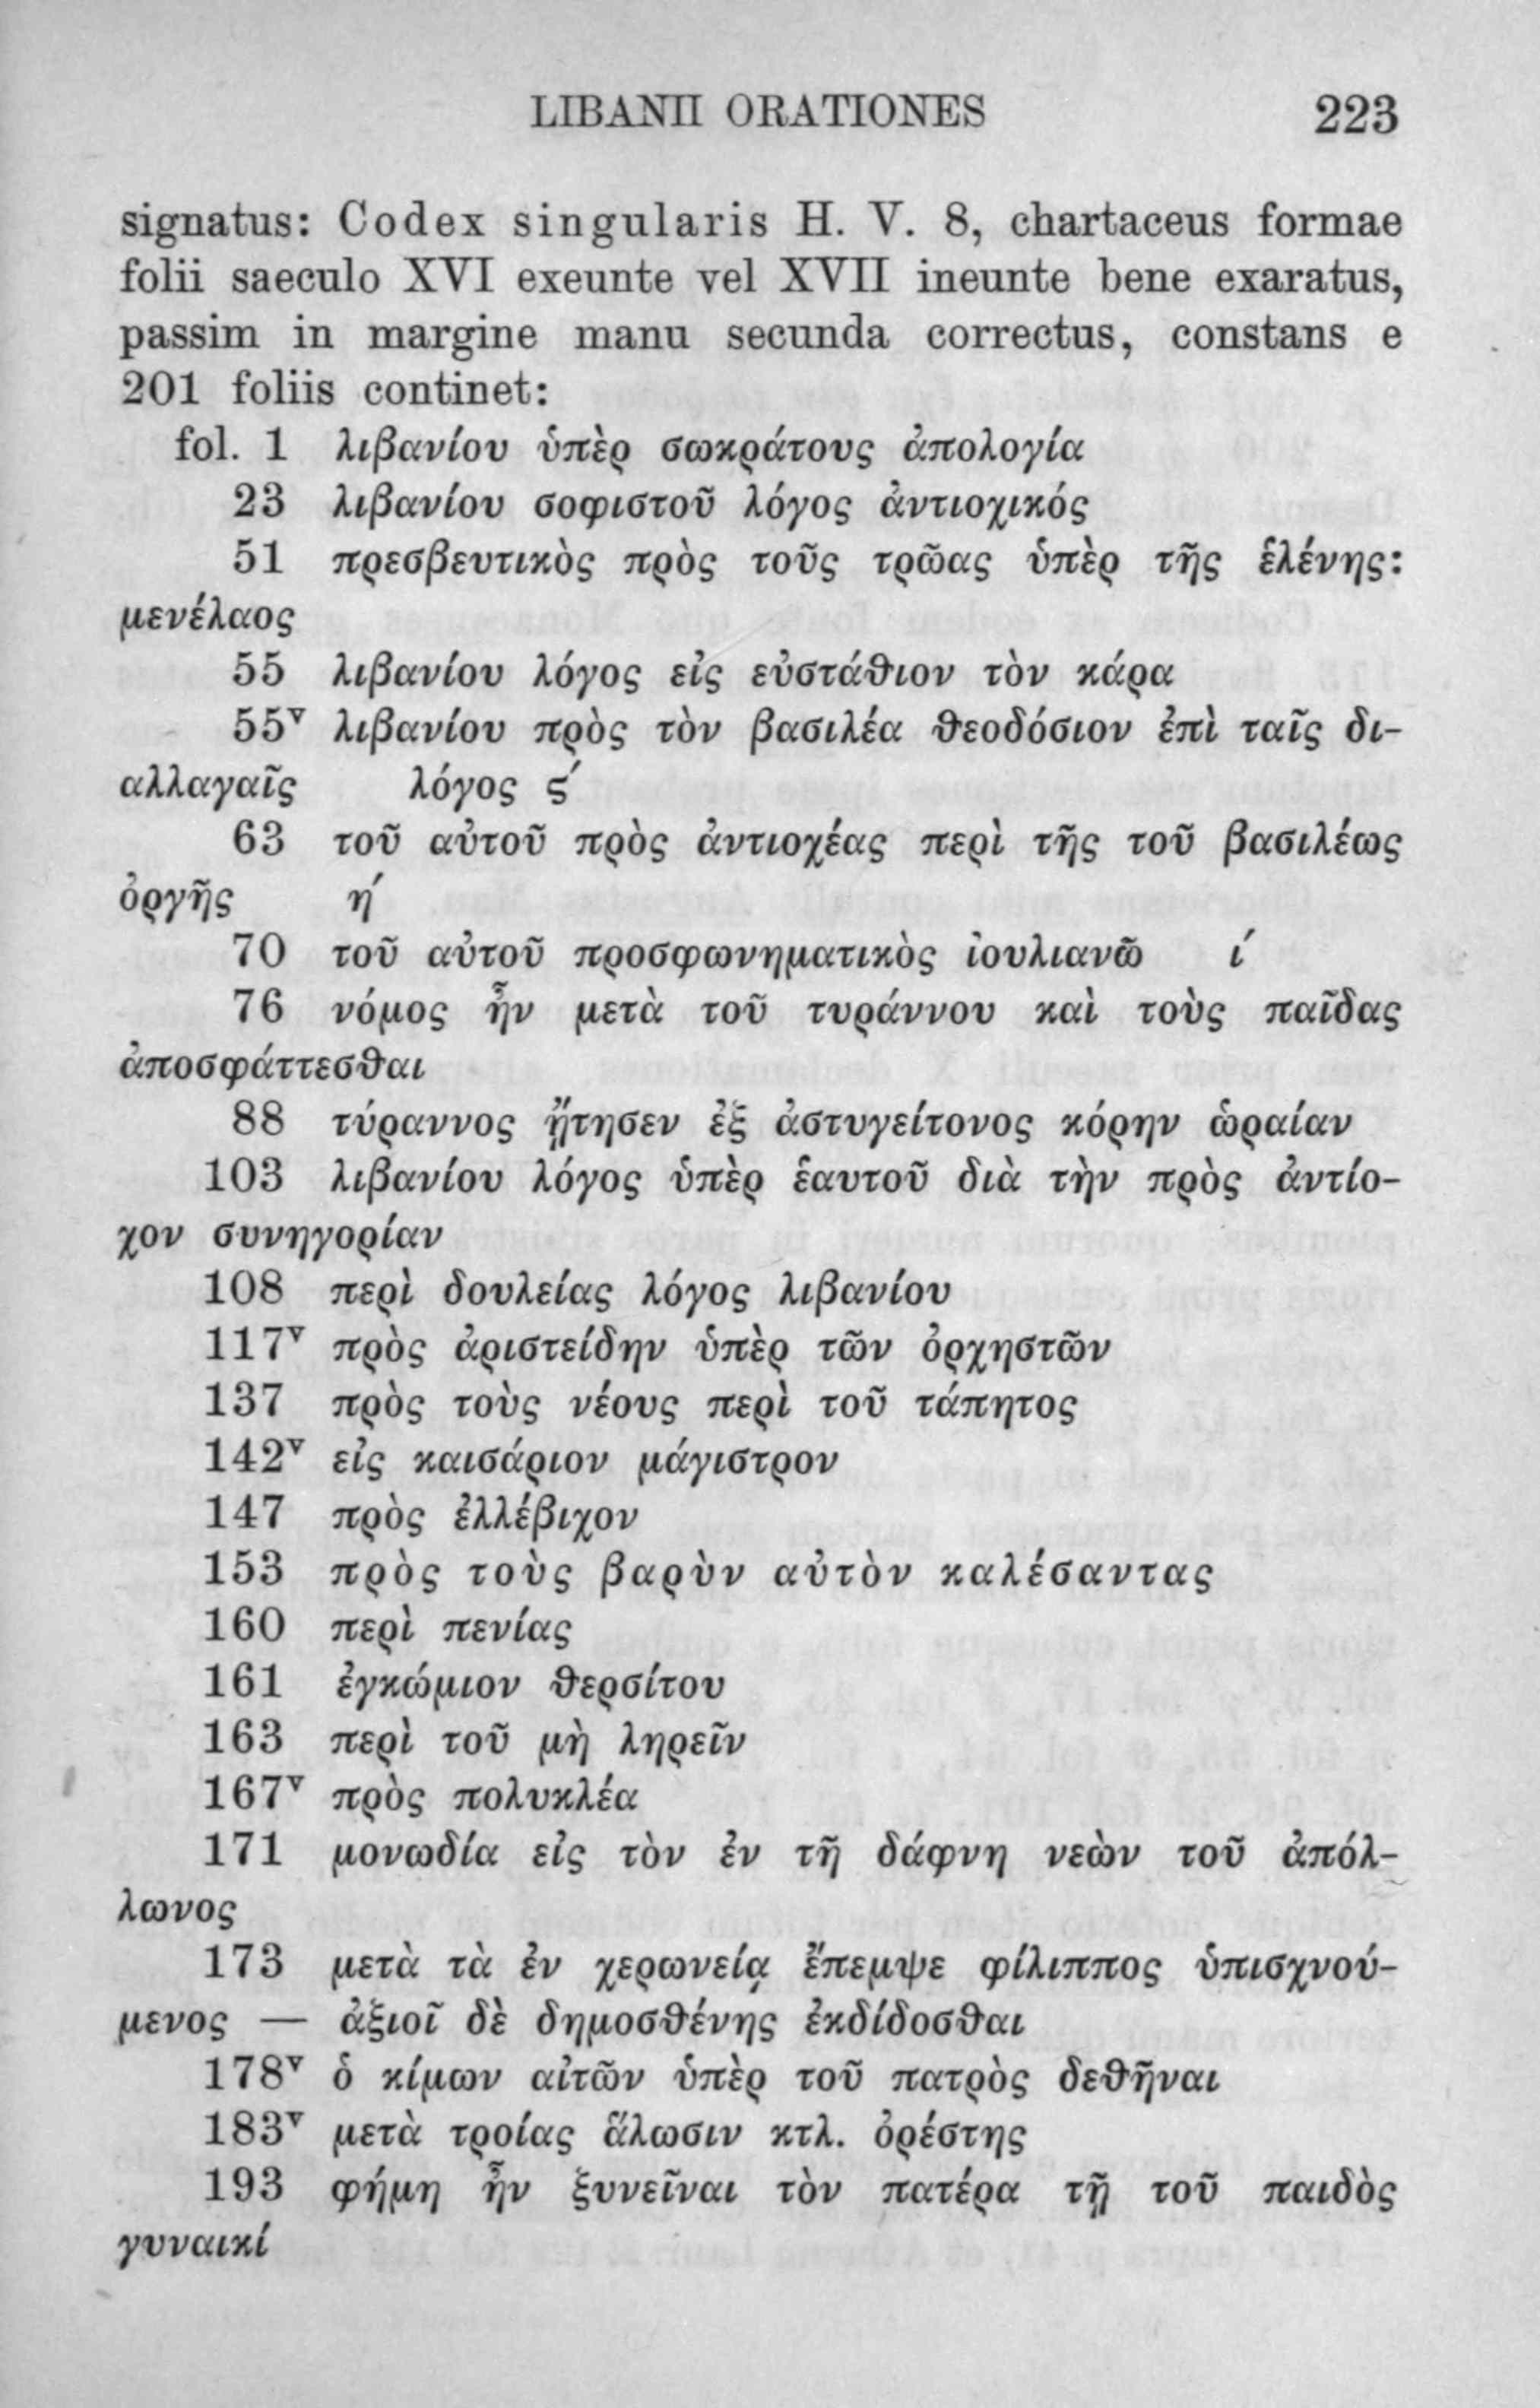 LIBANII ORATIONES 223
signatus: Codex singularis H. V. 8, chartaceus formae
folii saeculo XVI exeunte vel XVII ineunte bene exaratus,
passim in margine manu secunda correctus, constans e
201 foliis continet:
fol. 1 λιβανίου ὑπὲρ σωκράτους ἀπολογία
23 λιβανίου σοφιστοῦ λόγος ἀντιοχικός
51 πρεσβευτικὸς πρὸς τοῦς τρῶας ὑπὲρ τῆς ἑλένης:
μενέλαος
55 λιβανίου λόγος εἰς εὐστάθιον τὸν κάρα
55ᵛ λιβανίου πρὸς τὸν βασιλέα θεοδόσιον ἐπὶ ταῖς δι-
αλλαγαῖς λόγος ϛ´
63 τοῦ αὐτοῦ πρὸς ἀντιοχέας περὶ τῆς τοῦ βασιλέως
ὀργῆς η´
70 τοῦ αὐτοῦ προσφωνηματικὸς ἰουλιανῶ ί
76 νόμος ἦν μετὰ τοῦ τυράννου καὶ τοὺς παῖδας
ἀποσφάττεσθαι
88 τύραννος ᾔτησεν ἐξ ἀστυγείτονος κόρην ὡραίαν
103 λιβανίου λόγος ὑπὲρ ἑαυτοῦ διὰ τὴν πρὸς ἀντίο-
χον συνηγορίαν
108 περὶ δουλείας λόγος λιβανίου
117ᵛ πρὸς ἀριστείδην ὑπὲρ τῶν ὀρχηστῶν
137 πρὸς τοὺς νέους περὶ τοῦ τάπητος
142ᵛ εἰς καισάριον μάγιστρον
147 πρὸς ἐλλέβιχον
153 πρὸς τοὺς βαρὺν αὐτὸν καλέσαντας
160 περὶ πενίας
161 ἐγκώμιον θερσίτου
163 περὶ τοῦ μὴ ληρεῖν
167ᵛ πρὸς πολυκλέα
171 μονωδία εἰς τὸν ἐν τῆ δάφνη νεὼν τοῦ ἀπόλ-
λωνος
173 μετὰ τὰ ἐν χερωνείᾳ ἔπεμψε φίλιππος ὑπισχνού-
μενος — ἀξιοῖ δὲ δημοσθένης ἐκδίδοσθαι
178ᵛ ὁ κίμων αἰτῶν ὑπὲρ τοῦ πατρὸς δεθῆναι
183ᵛ μετὰ τροίας ἅλωσιν κτλ. ὀρέστης
193 φήμη ἦν ξυνεῖναι τὸν πατέρα τῇ τοῦ παιδὸς
γυναικί